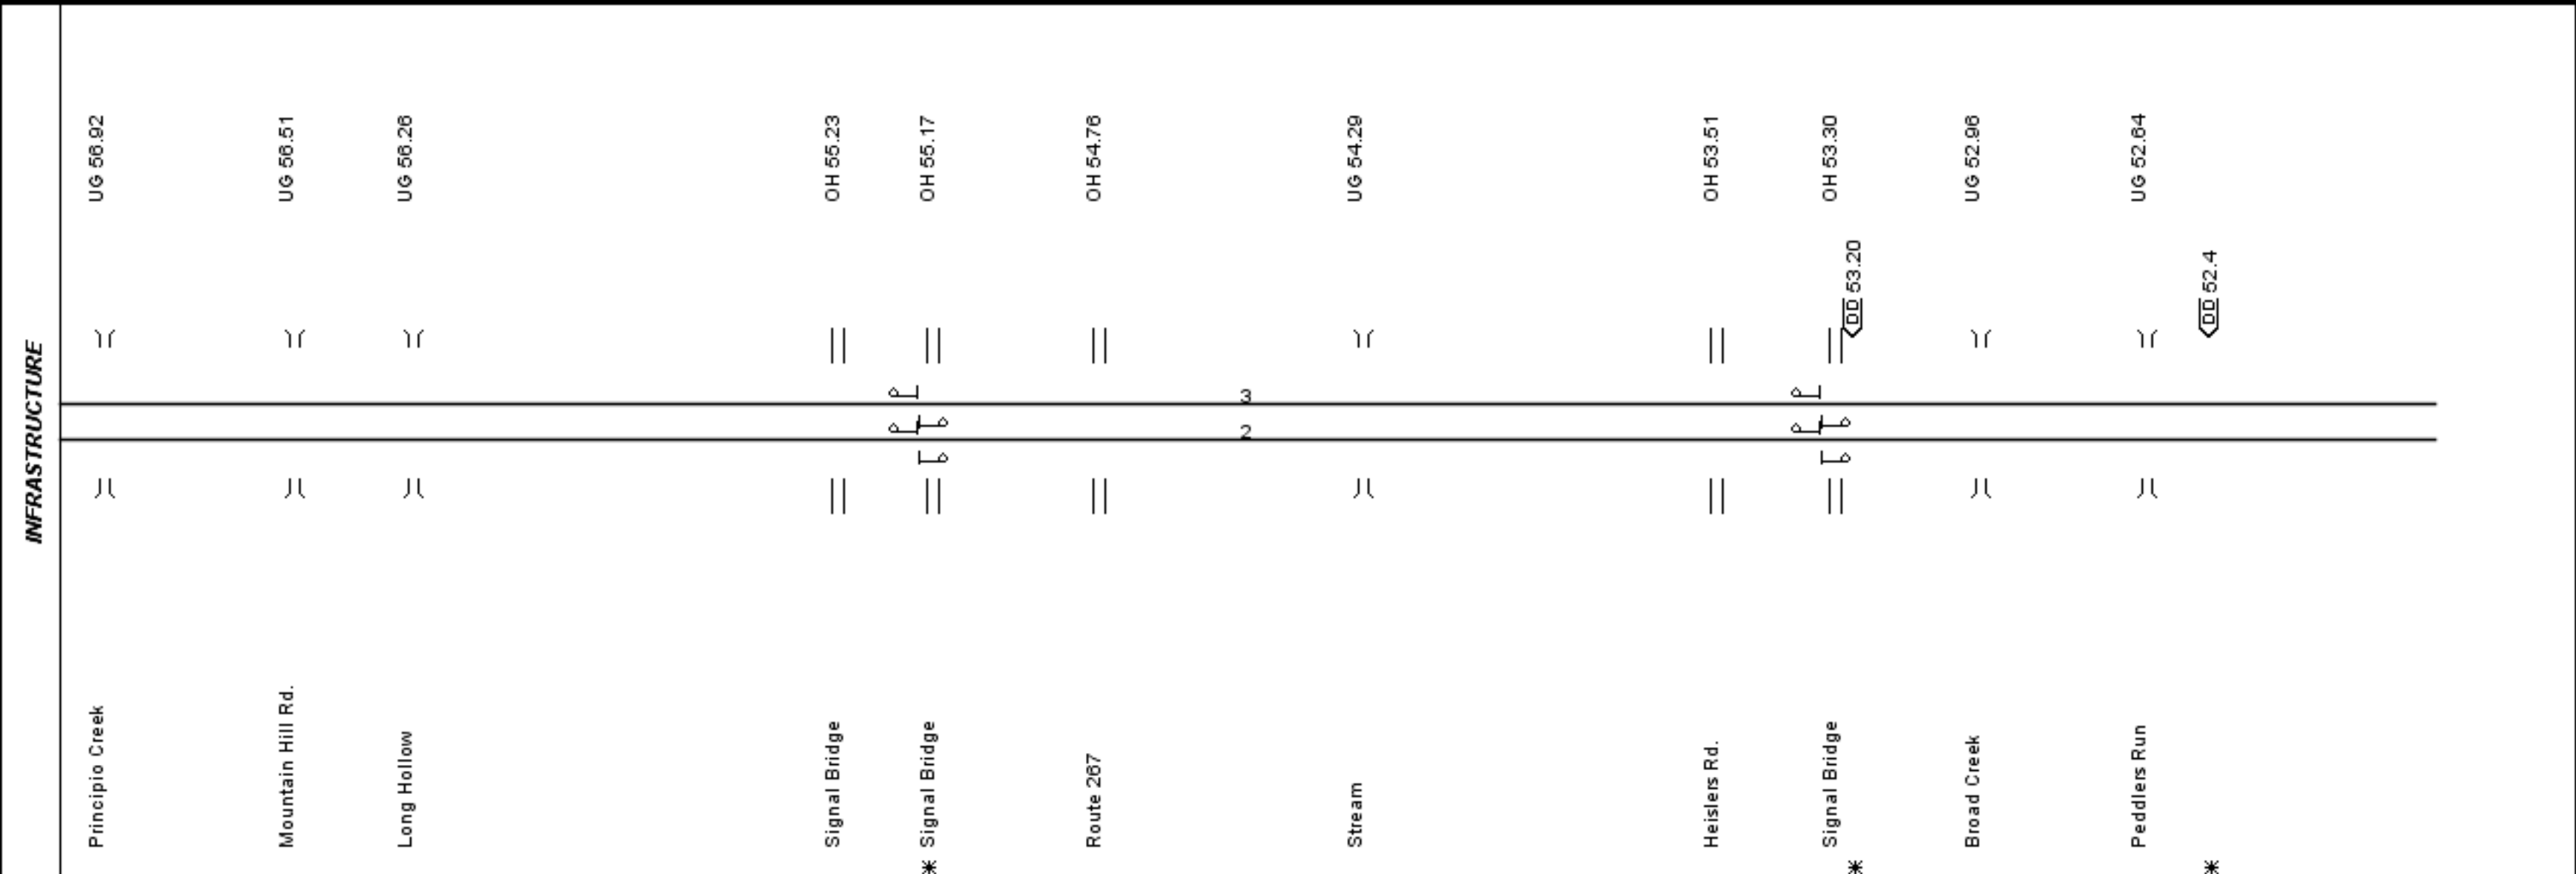 INFRASTRUCTURE
UG 56.92
UG 56.51
UG 56.26
OH 55.23
OH 55.17
OH 54.76
UG 54.29
OH 53.51
OH 53.30
UG 52.96
UG 52.64
DD 53.20
DD 52.4
3
2
Principio Creek
Mountain Hill Rd.
Long Hollow
Signal Bridge
* Signal Bridge
Route 267
Stream
Heislers Rd.
Signal Bridge
*
Broad Creek
Peddlers Run
*